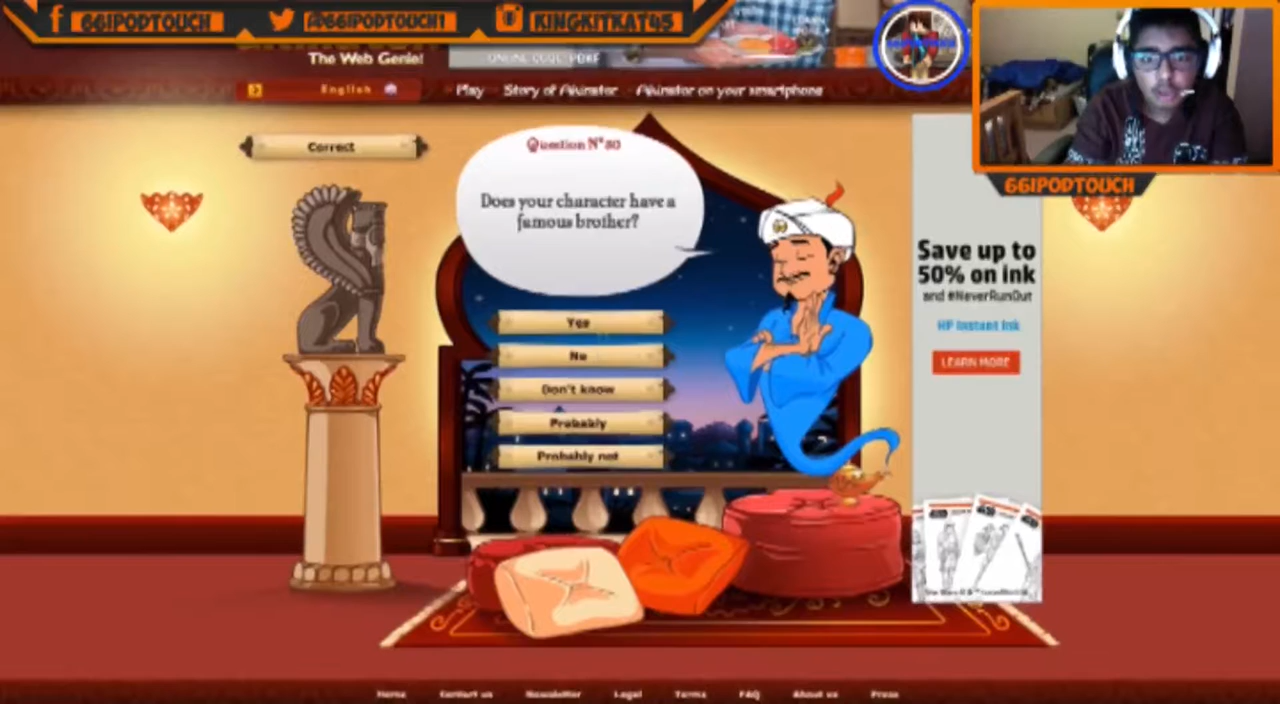 66IPODTOUCH
@66IPODTOUCH1
KINGKITKAT45
The Web Genie!
English
Play
Story of Akinator
Akinator on your smartphone
Correct
Question N°80
Does your character have a
famous brother?
Yes
No
Don't know
Probably
Probably not
66IPODTOUCH
Save up to
50% on ink
and #NeverRunOut
HP Instant Ink
LEARN MORE
Home
Contact us
Newsletter
Legal
Terms
FAQ
About us
Press